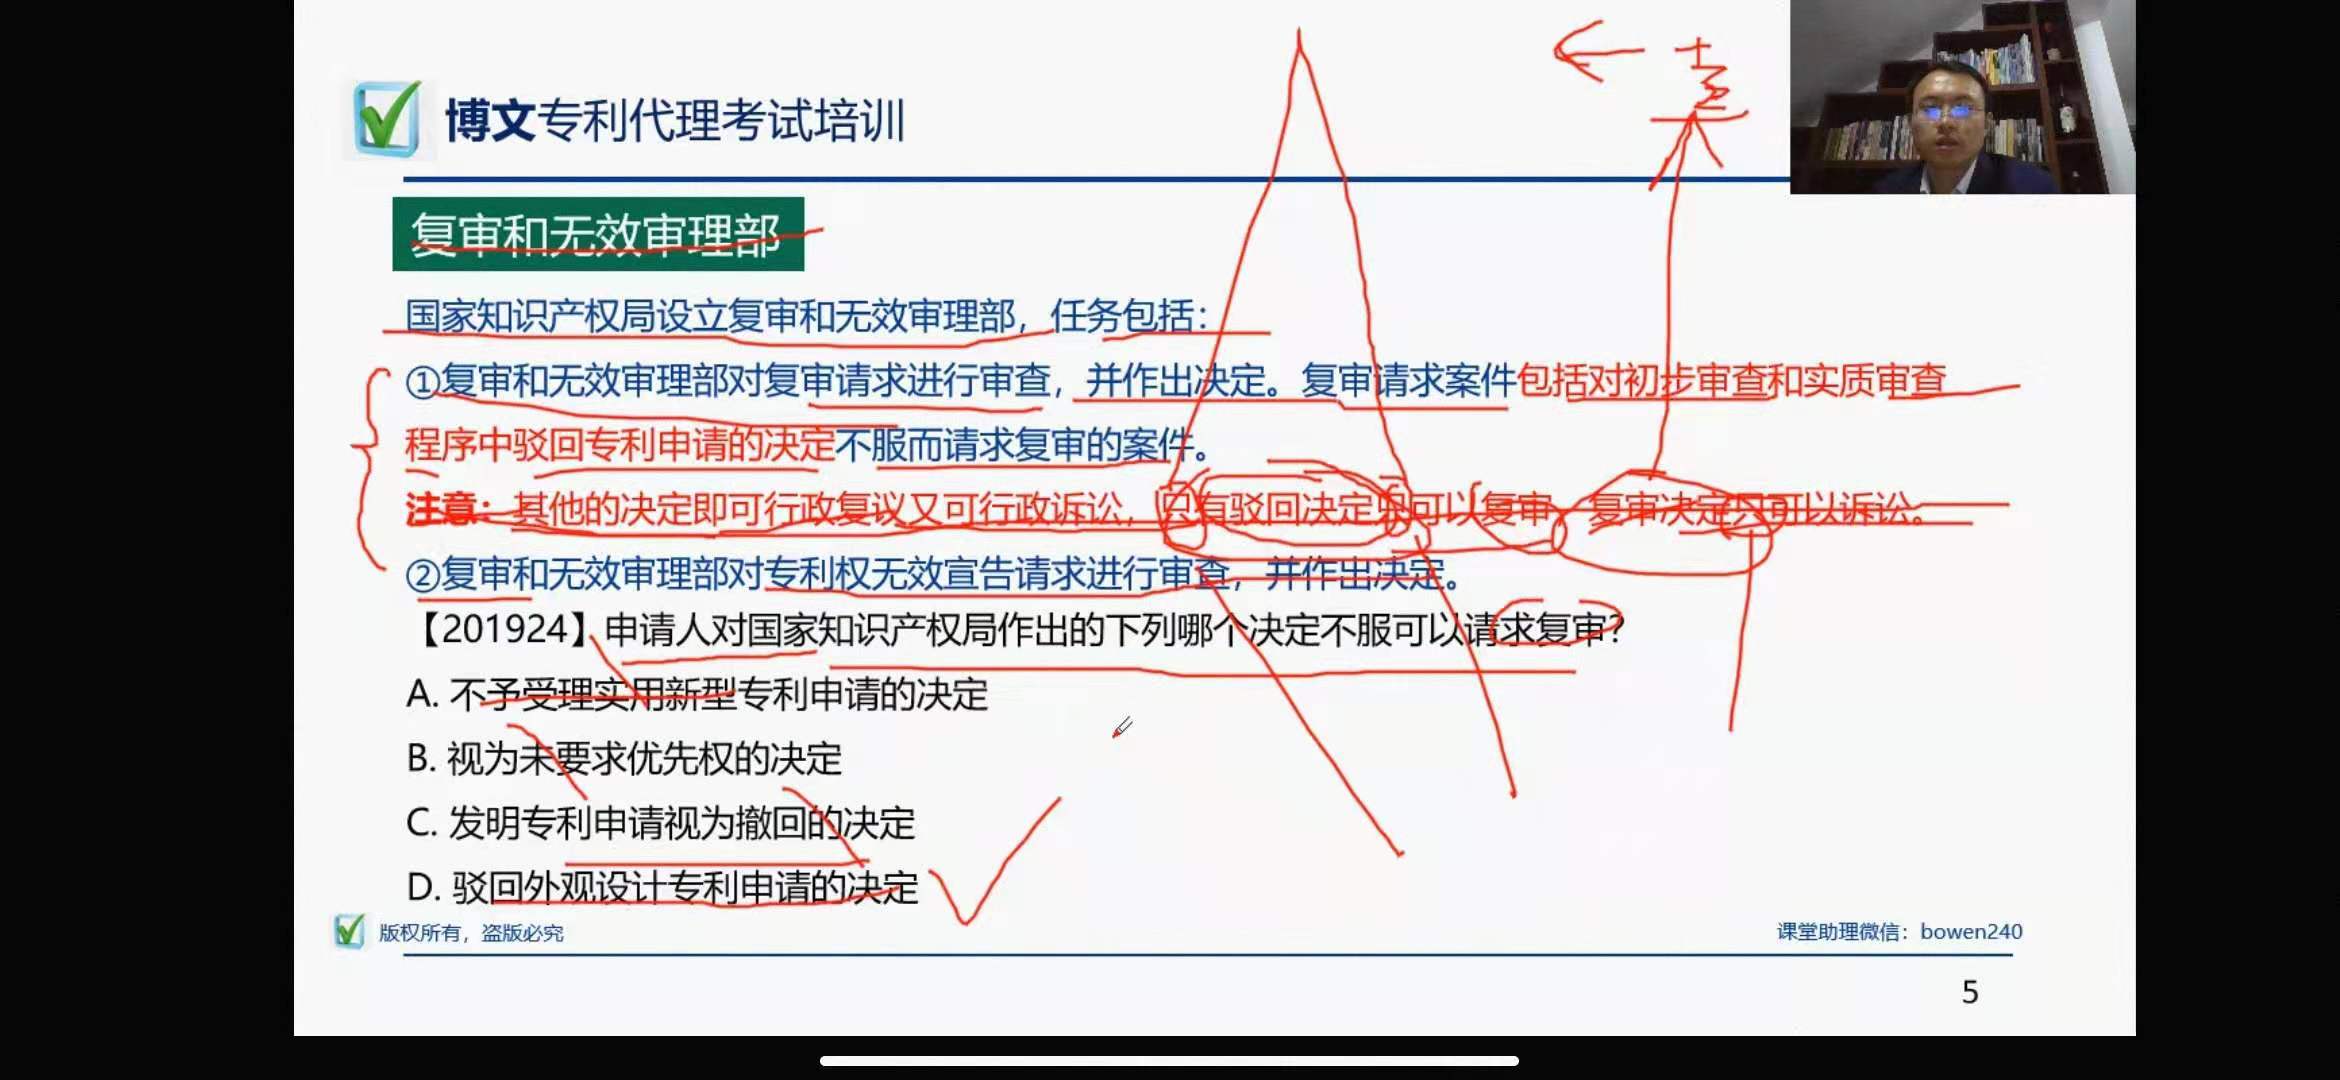 博文专利代理考试培训
复审和无效审理部
国家知识产权局设立复审和无效审理部，任务包括：
①复审和无效审理部对复审请求进行审查，并作出决定。复审请求案件包括对初步审查和实质审查
程序中驳回专利申请的决定不服而请求复审的案件。
注意：其他的决定即可行政复议又可行政诉讼，只有驳回决定只可以复审，复审决定只可以诉讼。
②复审和无效审理部对专利权无效宣告请求进行审查，并作出决定。
【201924】申请人对国家知识产权局作出的下列哪个决定不服可以请求复审？
A. 不予受理实用新型专利申请的决定
B. 视为未要求优先权的决定
C. 发明专利申请视为撤回的决定
D. 驳回外观设计专利申请的决定
版权所有，盗版必究
课堂助理微信：bowen240
5